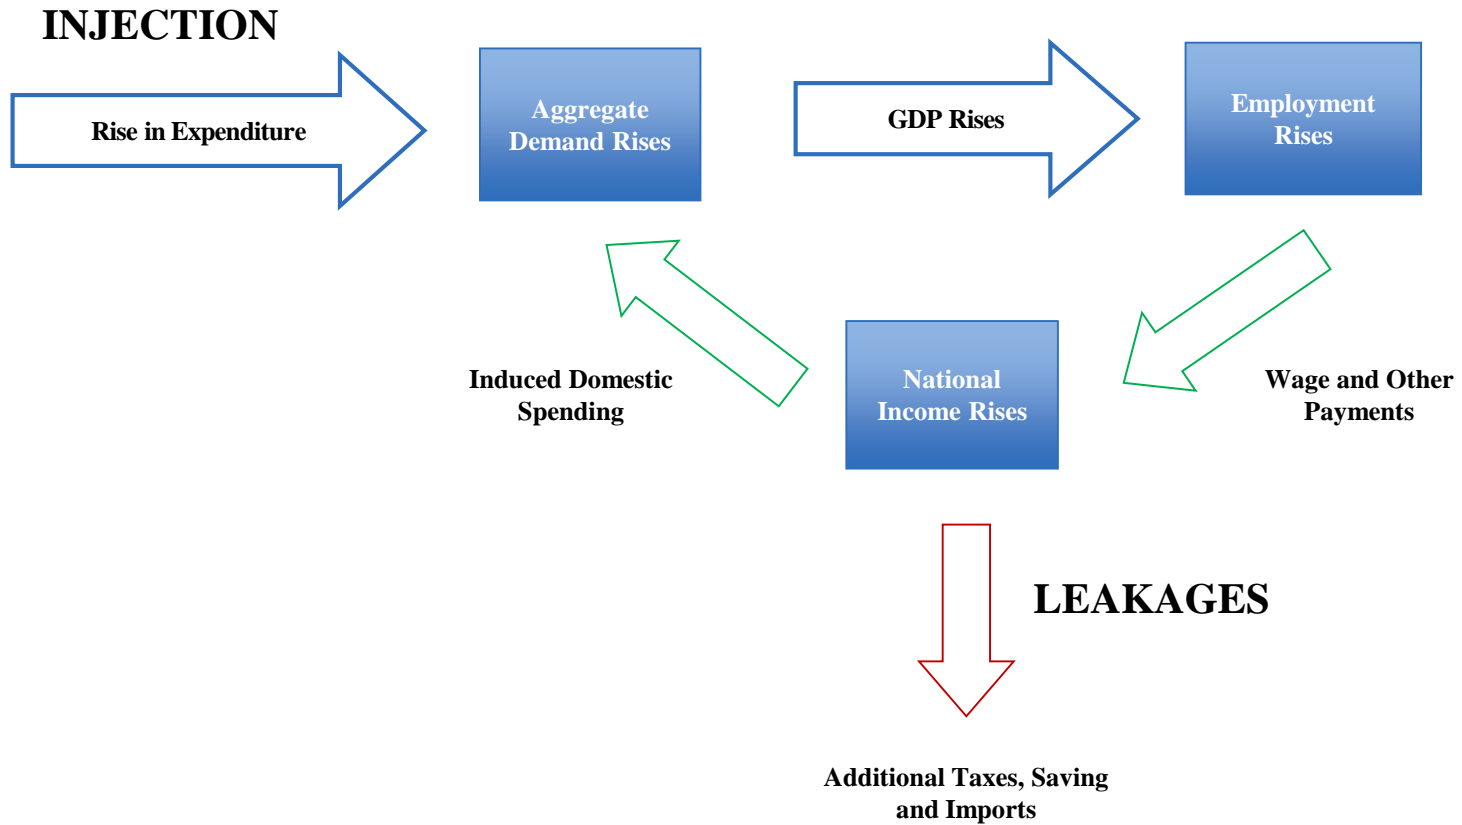 INJECTION
Rise in Expenditure
Aggregate
Demand Rises
GDP Rises
Employment
Rises
Induced Domestic
Spending
National
Income Rises
Wage and Other
Payments
LEAKAGES
Additional Taxes, Saving
and Imports